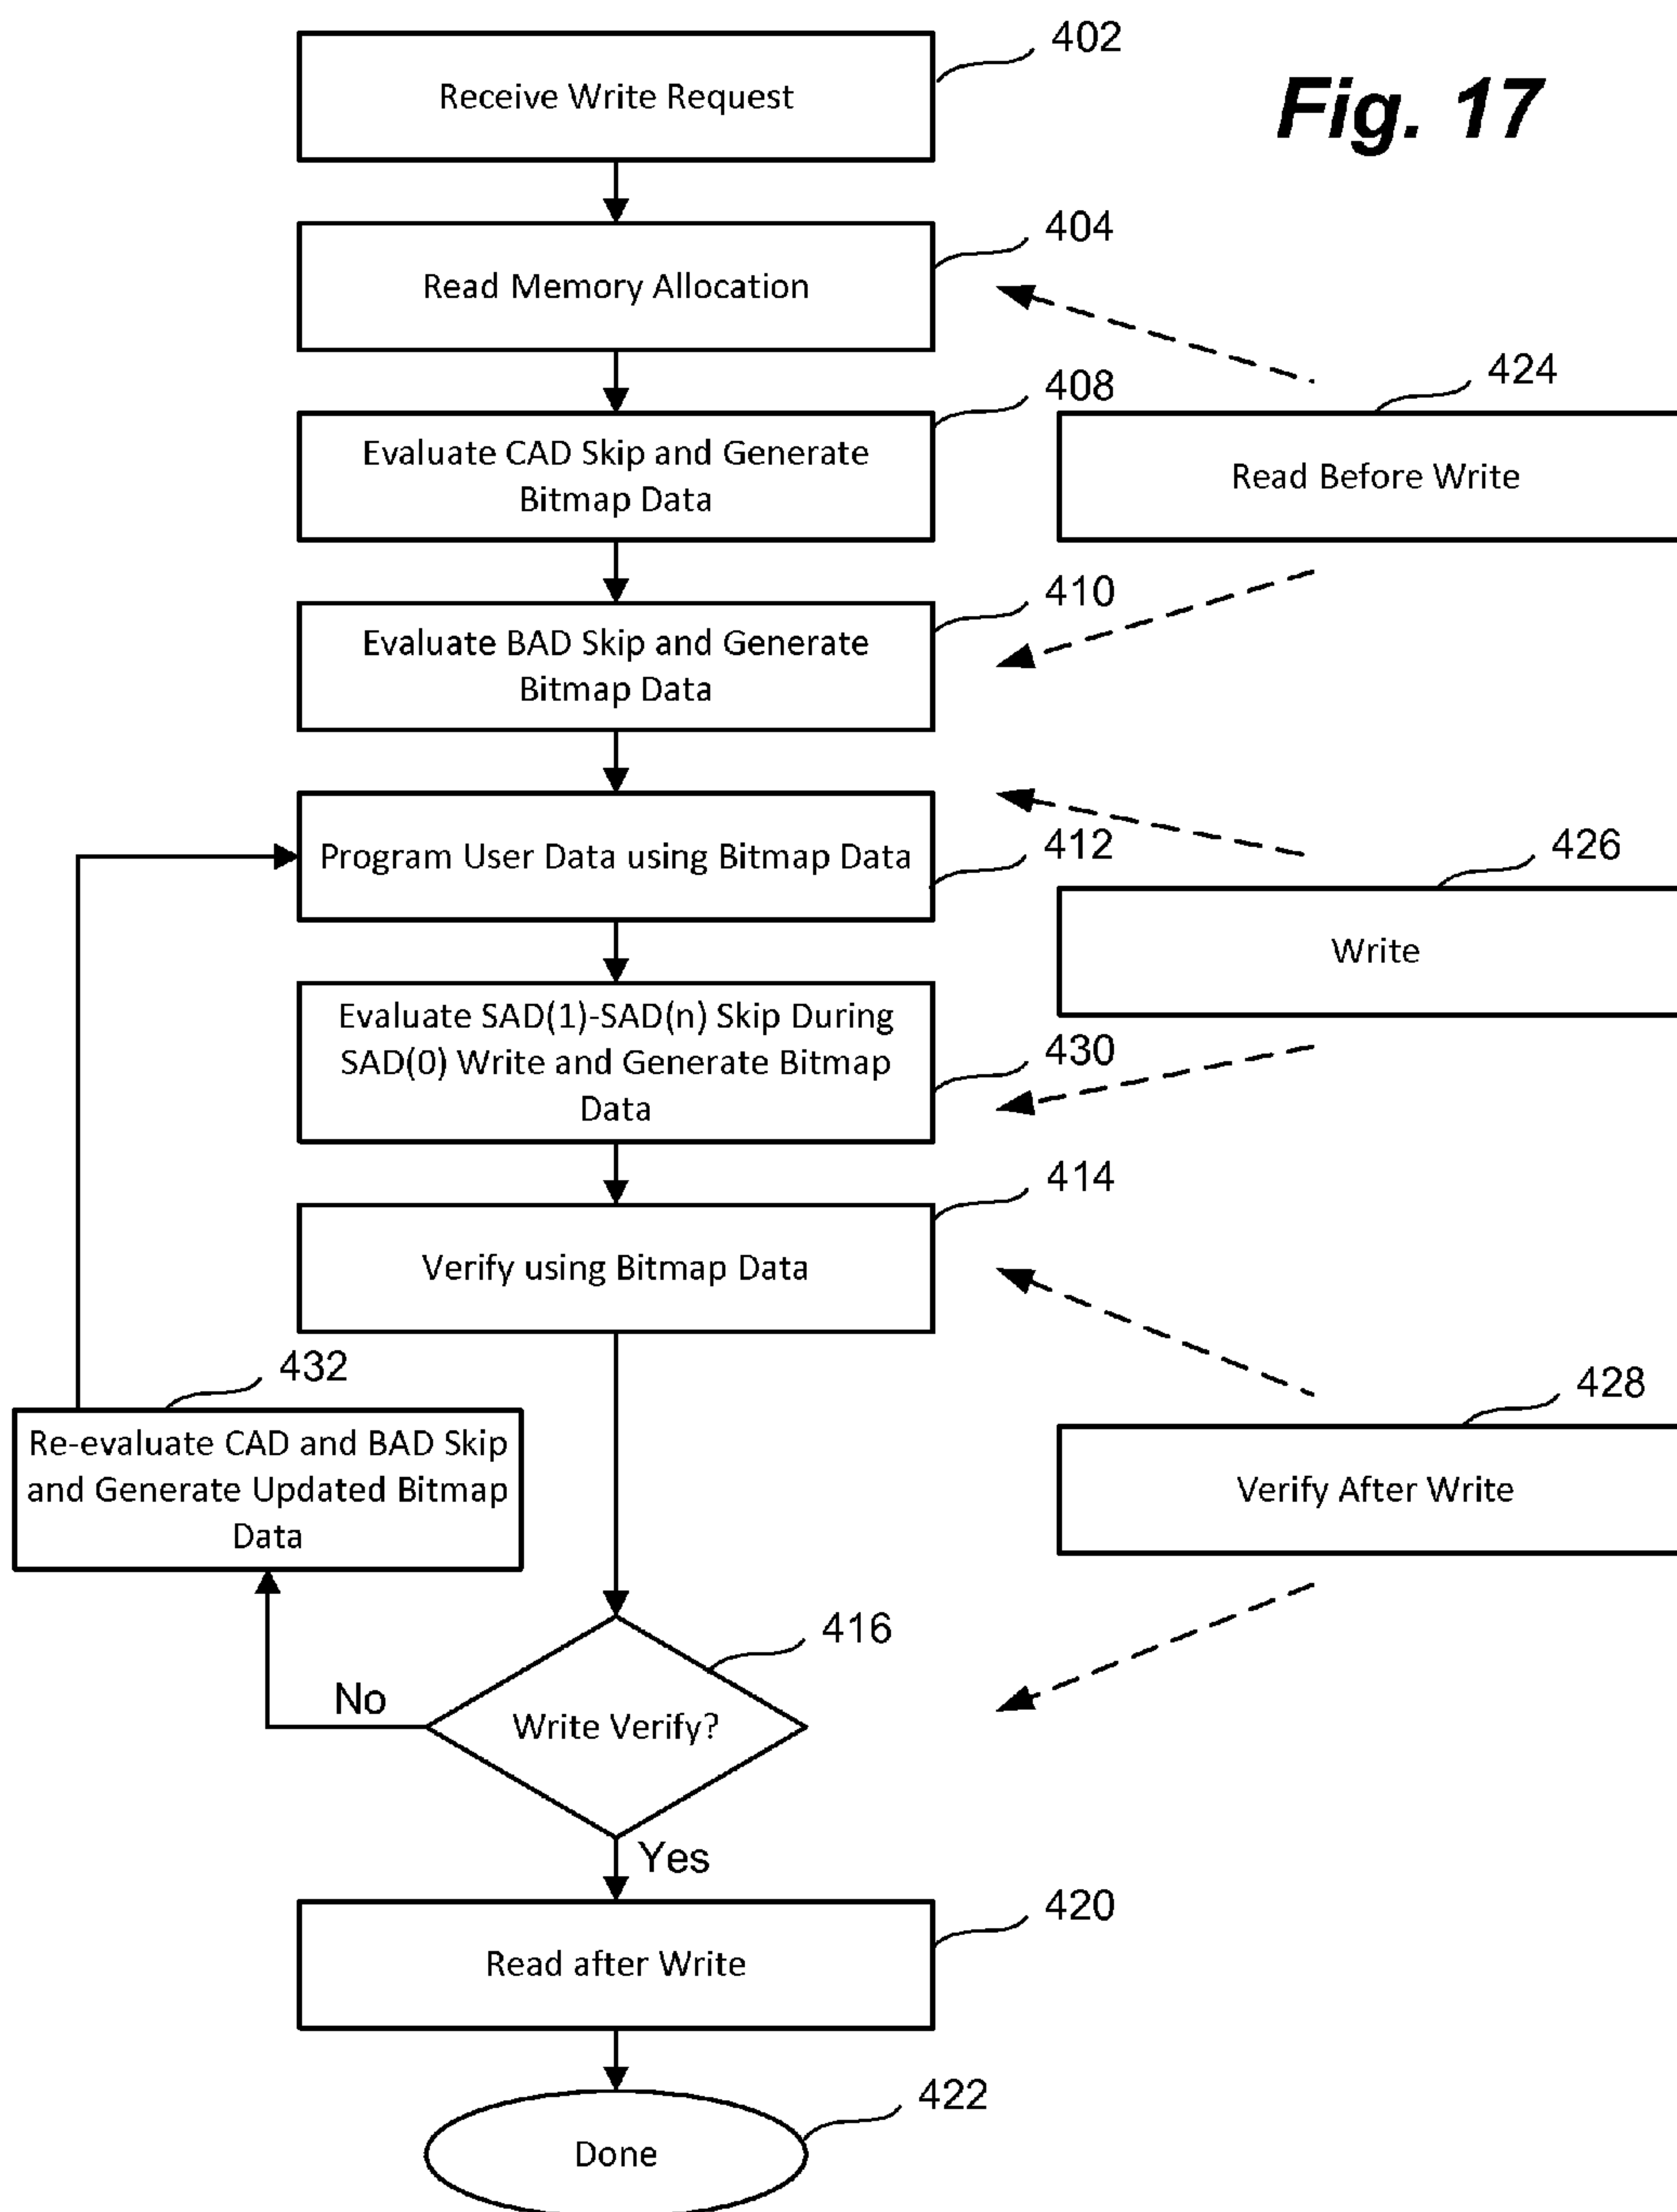 402
Fig. 17
Receive Write Request
404
Read Memory Allocation
424
408
Evaluate CAD Skip and Generate
Bitmap Data
Read Before Write
410
Evaluate BAD Skip and Generate
Bitmap Data
412
Program User Data using Bitmap Data
426
Write
Evaluate SAD(1)-SAD(n) Skip During
SAD(0) Write and Generate Bitmap
Data
430
414
Verify using Bitmap Data
432
428
Re-evaluate CAD and BAD Skip
and Generate Updated Bitmap
Data
Verify After Write
416
No
Write Verify?
Yes
420
Read after Write
422
Done